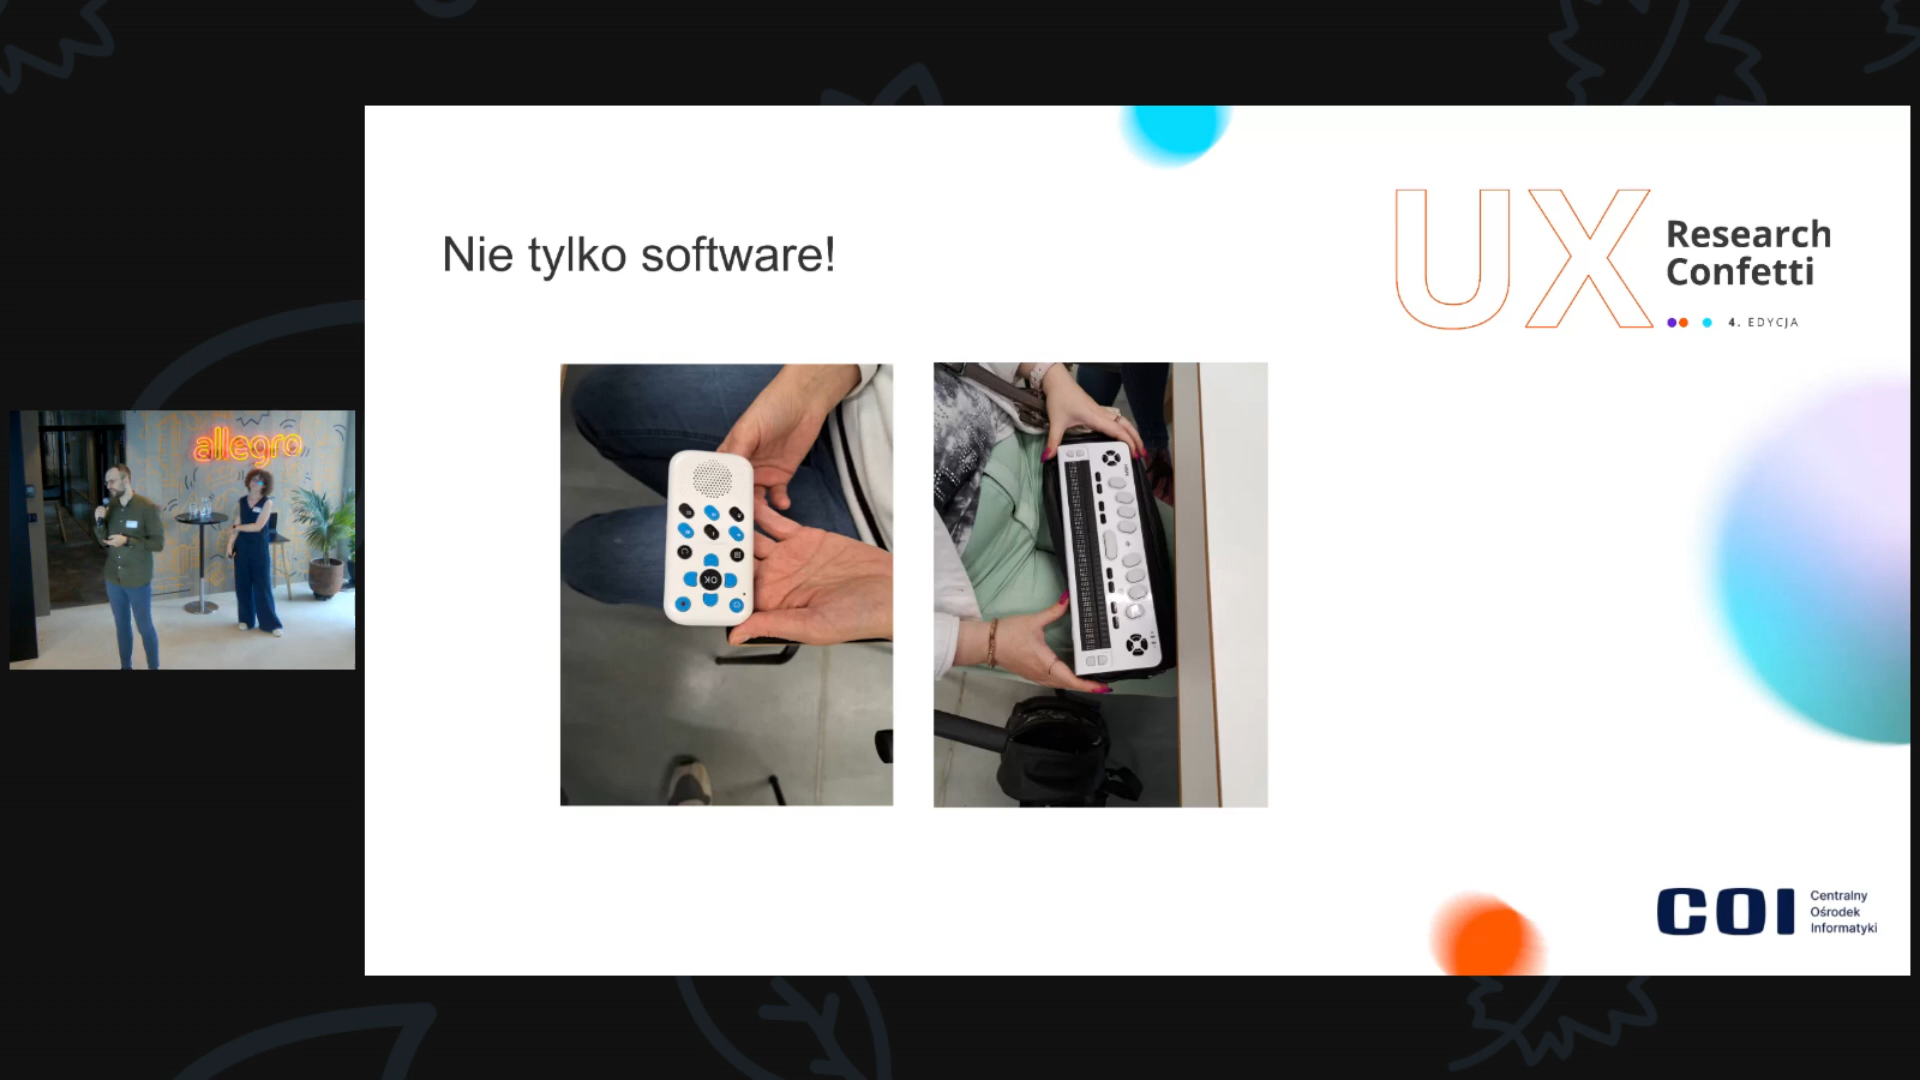 Nie tylko software!
UX
Research
Confetti
4. EDYCJA
allegro
OK
COI
Centralny
Ośrodek
Informatyki